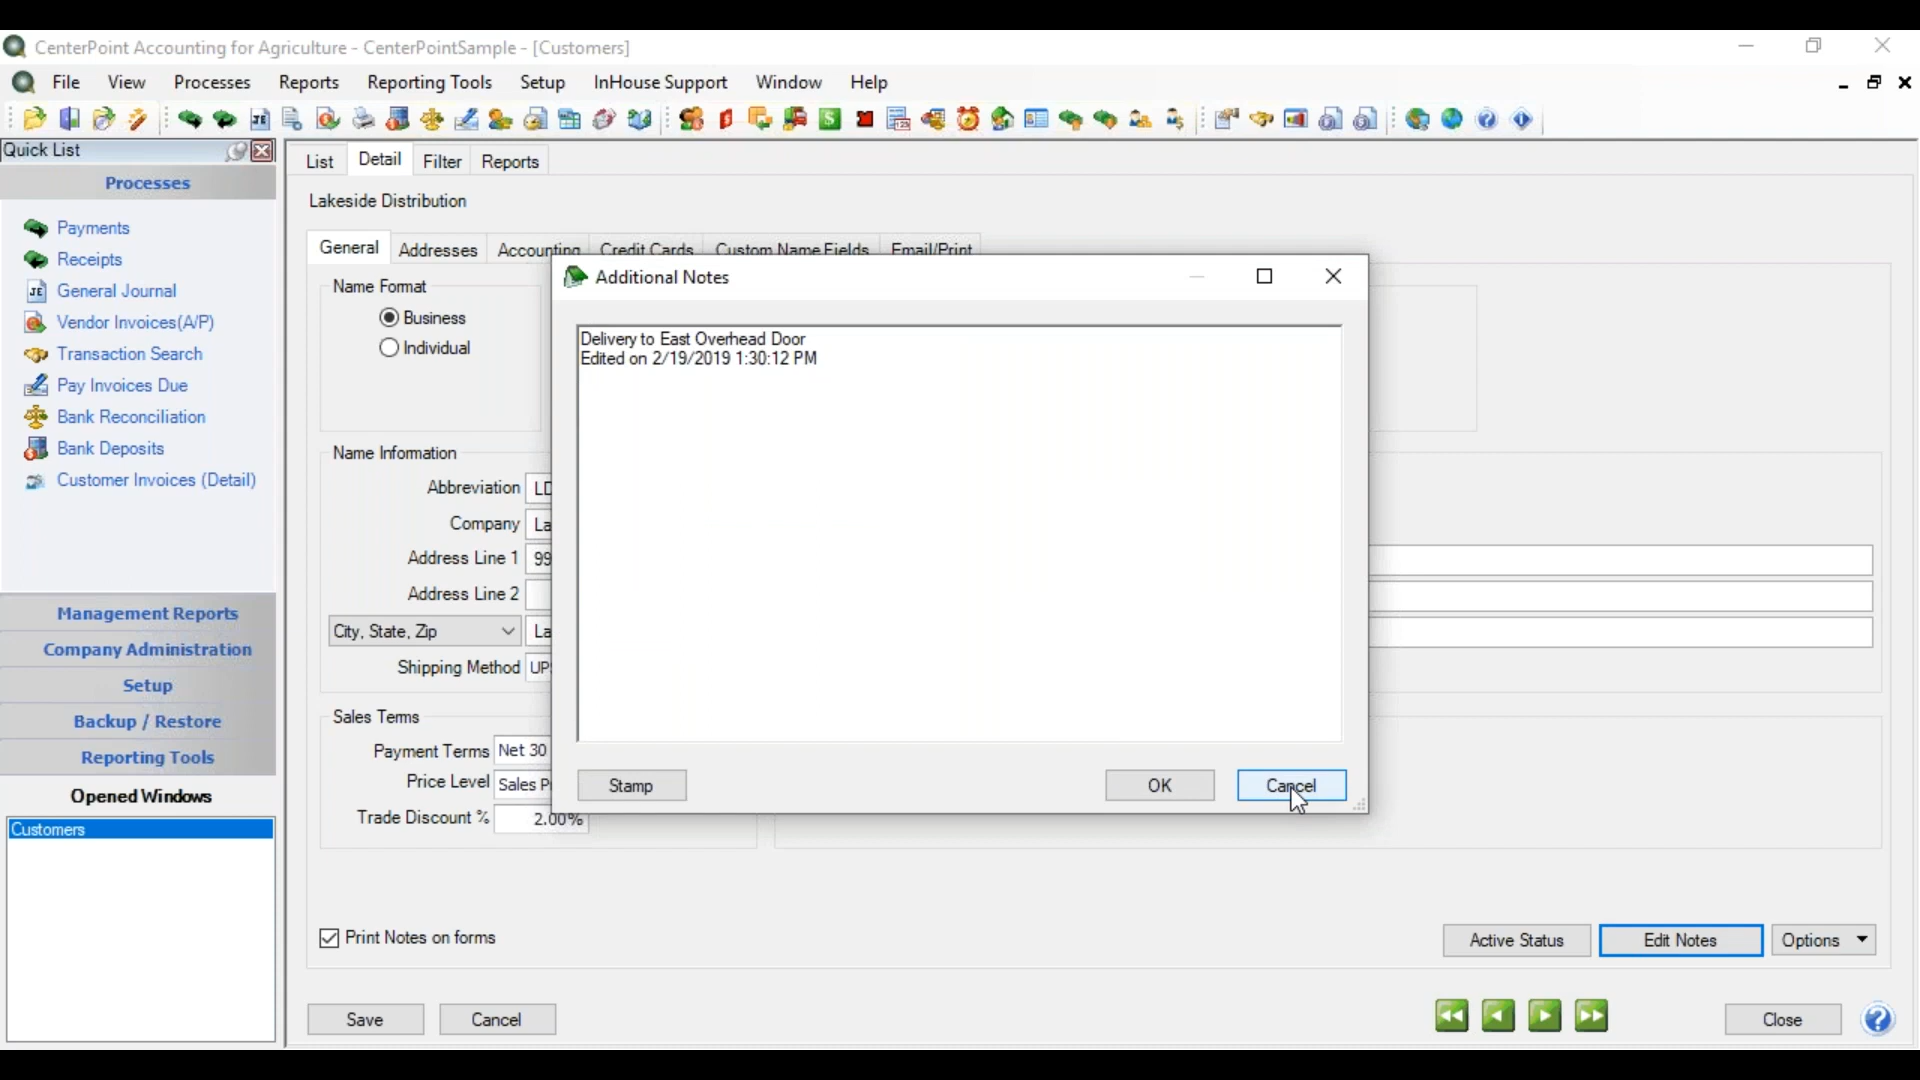 CenterPoint Accounting for Agriculture - CenterPointSample - [Customers]
File View Processes Reports Reporting Tools Setup InHouse Support Window Help
Quick List
Processes
Payments
Receipts
General Journal
Vendor Invoices(A/P)
Transaction Search
Pay Invoices Due
Bank Reconciliation
Bank Deposits
Customer Invoices (Detail)
Management Reports
Company Administration
Setup
Backup / Restore
Reporting Tools
Opened Windows
Customers
List Detail Filter Reports
Lakeside Distribution
General Addresses Accounting Credit Cards Custom Name Fields Email/Print
Name Format
Business
Individual
Name Information
Abbreviation
Company
Address Line 1 99
Address Line 2
City, State, Zip
Shipping Method UPS
Sales Terms
Payment Terms Net 30
Price Level Sales
Trade Discount % 2.00%
Additional Notes
Delivery to East Overhead Door
Edited on 2/19/2019 1:30:12 PM
Stamp OK Cancel
Print Notes on forms
Active Status Edit Notes Options
Save Cancel Close